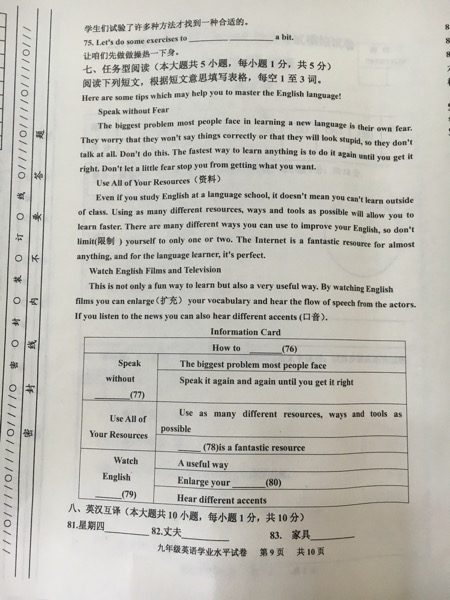 学生们试验了许多种方法才找到一种合适的。
75. Let's do some exercises to ________ ________ a bit.
让咱们先做做操热一下身。
七、任务型阅读（本大题共 5 小题，每小题 1 分，共 5 分）
阅读下列短文，根据短文意思填写表格，每空 1 至 3 词。
Here are some tips which may help you to master the English language!
Speak without Fear
The biggest problem most people face in learning a new language is their own fear.
They worry that they won't say things correctly or that they will look stupid, so they don't
talk at all. Don't do this. The fastest way to learn anything is to do it again until you get it
right. Don't let a little fear stop you from getting what you want.
Use All of Your Resources（资料）
Even if you study English at a language school, it doesn't mean you can't learn outside
of class. Using as many different resources, ways and tools as possible will allow you to
learn faster. There are many different ways you can use to improve your English, so don't
limit(限制 ) yourself to only one or two. The Internet is a fantastic resource for almost
anything, and for the language learner, it's perfect.
Watch English Films and Television
This is not only a fun way to learn but also a very useful way. By watching English
films you can enlarge（扩充）your vocabulary and hear the flow of speech from the actors.
If you listen to the news you can also hear different accents (口音）.
Information Card
How to ______(76)
Speak without ______(77)
The biggest problem most people face
Speak it again and again until you get it right
Use All of Your Resources
Use as many different resources, ways and tools as possible
______(78)is a fantastic resource
Watch English ______(79)
A useful way
Enlarge your ______(80)
Hear different accents
八、英汉互译（本大题共 10 小题，每小题 1 分，共 10 分）
81.星期四________ 82.丈夫________ 83. 家具________
九年级英语学业水平试卷 第 9 页 共 10 页
密 封 线 内 不 要 答 题
密 封 装 订 线